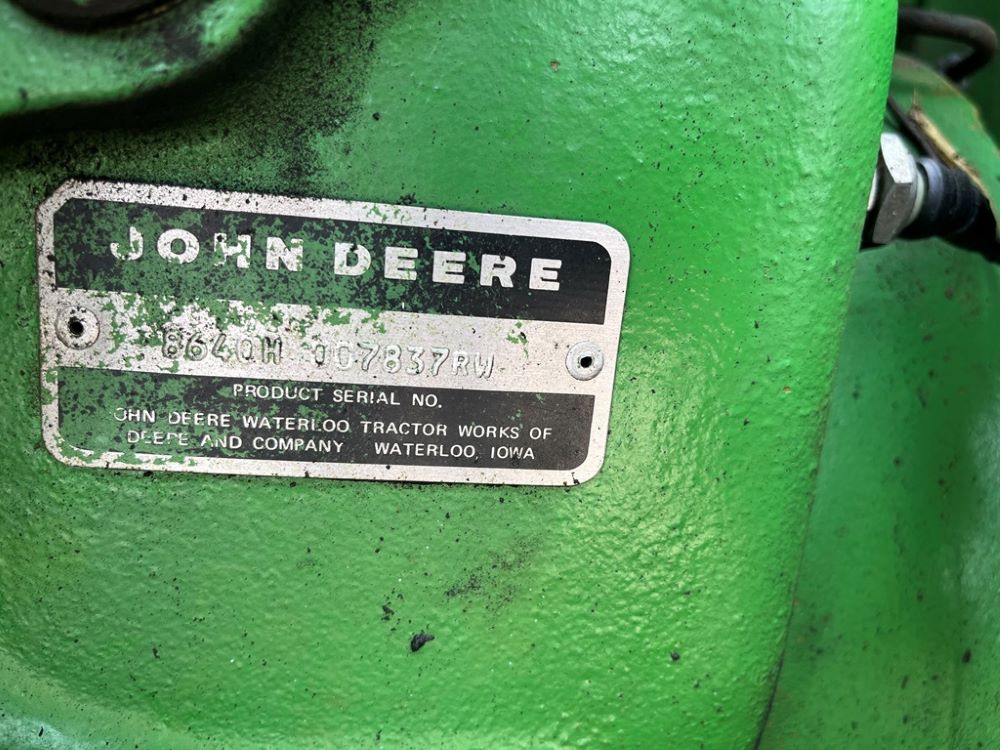 JOHN DEERE
8640H 007837RW
PRODUCT SERIAL NO.
JOHN DEERE WATERLOO TRACTOR WORKS OF
DEERE AND COMPANY WATERLOO, IOWA